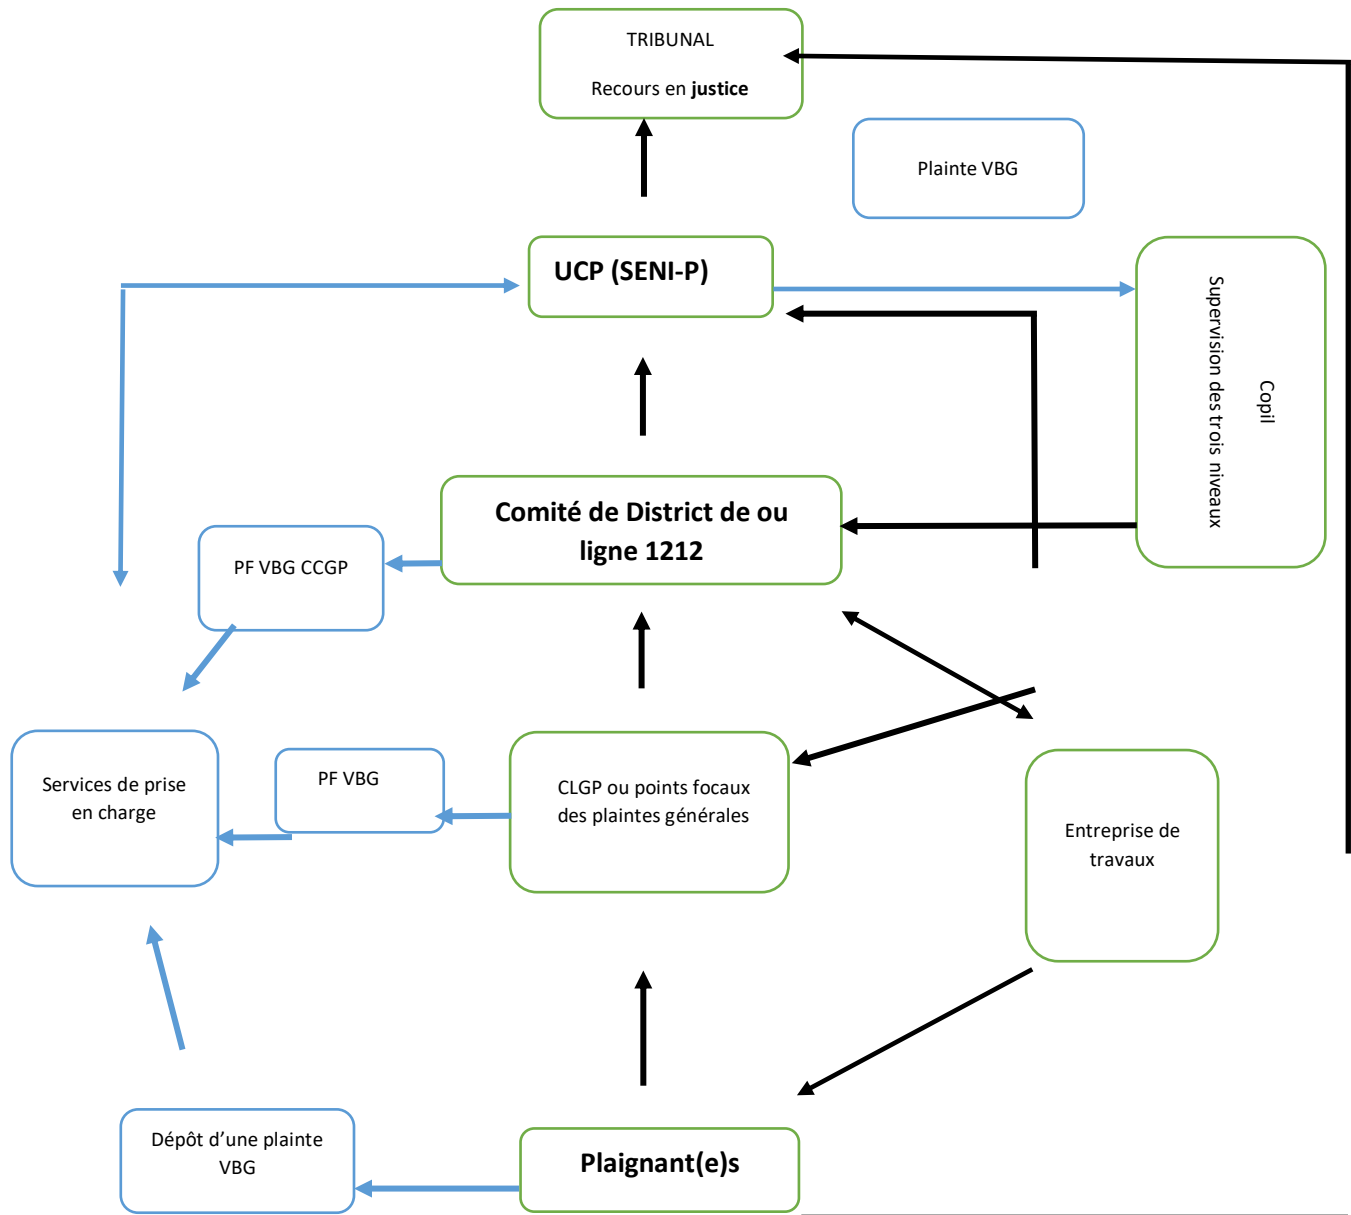 TRIBUNAL
Recours en justice
Plainte VBG
UCP (SENI-P)
Copil
Supervision des trois niveaux
Comité de District de ou
ligne 1212
PF VBG CCGP
Services de prise
en charge
PF VBG
CLGP ou points focaux
des plaintes générales
Entreprise de
travaux
Dépôt d’une plainte
VBG
Plaignant(e)s